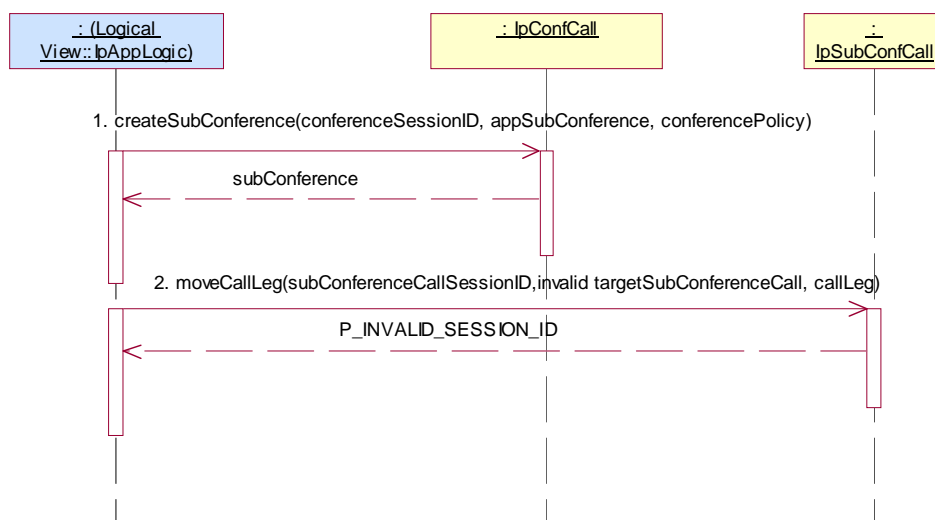 : (Logical
View::IpAppLogic)
: IpConfCall
:
IpSubConfCall
1. createSubConference(conferenceSessionID, appSubConference, conferencePolicy)
subConference
2. moveCallLeg(subConferenceCallSessionID,invalid targetSubConferenceCall, callLeg)
P_INVALID_SESSION_ID